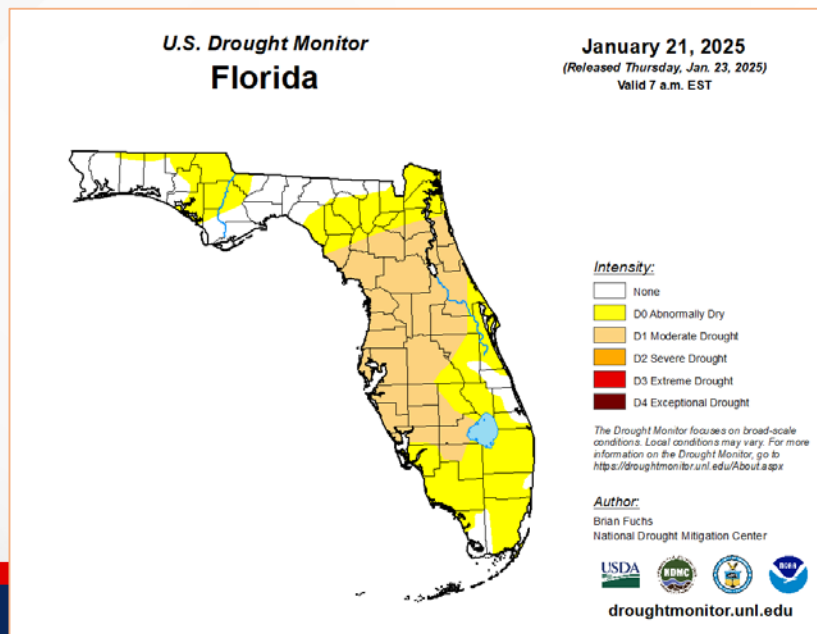 U.S. Drought Monitor
Florida
January 21, 2025
(Released Thursday, Jan. 23, 2025)
Valid 7 a.m. EST
Intensity:
None
D0 Abnormally Dry
D1 Moderate Drought
D2 Severe Drought
D3 Extreme Drought
D4 Exceptional Drought
The Drought Monitor focuses on broad-scale
conditions. Local conditions may vary. For more
information on the Drought Monitor, go to
https://droughtmonitor.unl.edu/About.aspx
Author:
Brian Fuchs
National Drought Mitigation Center
USDA
NDMC
NOAA
droughtmonitor.unl.edu